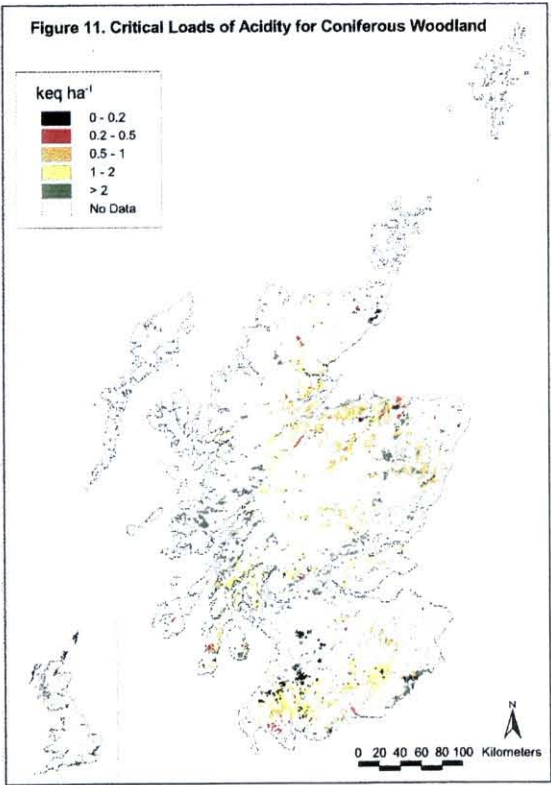 Figure 11. Critical Loads of Acidity for Coniferous Woodland
keq ha⁻¹
0 - 0.2
0.2 - 0.5
0.5 - 1
1 - 2
> 2
No Data
N
0 20 40 60 80 100 Kilometers